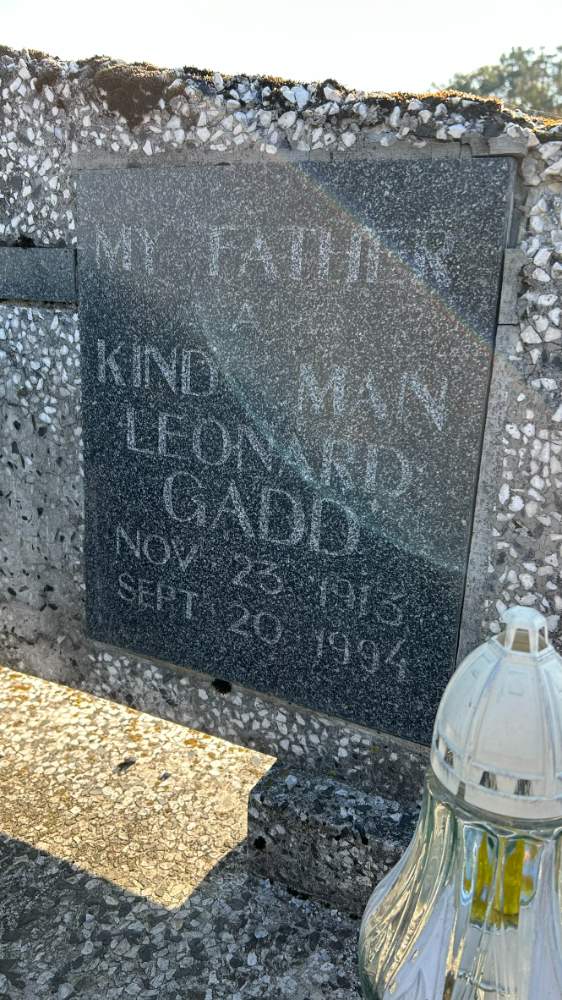 MY FATHER
A
KIND MAN
LEONARD
GADD
NOV 23 1913
SEPT 20 1994